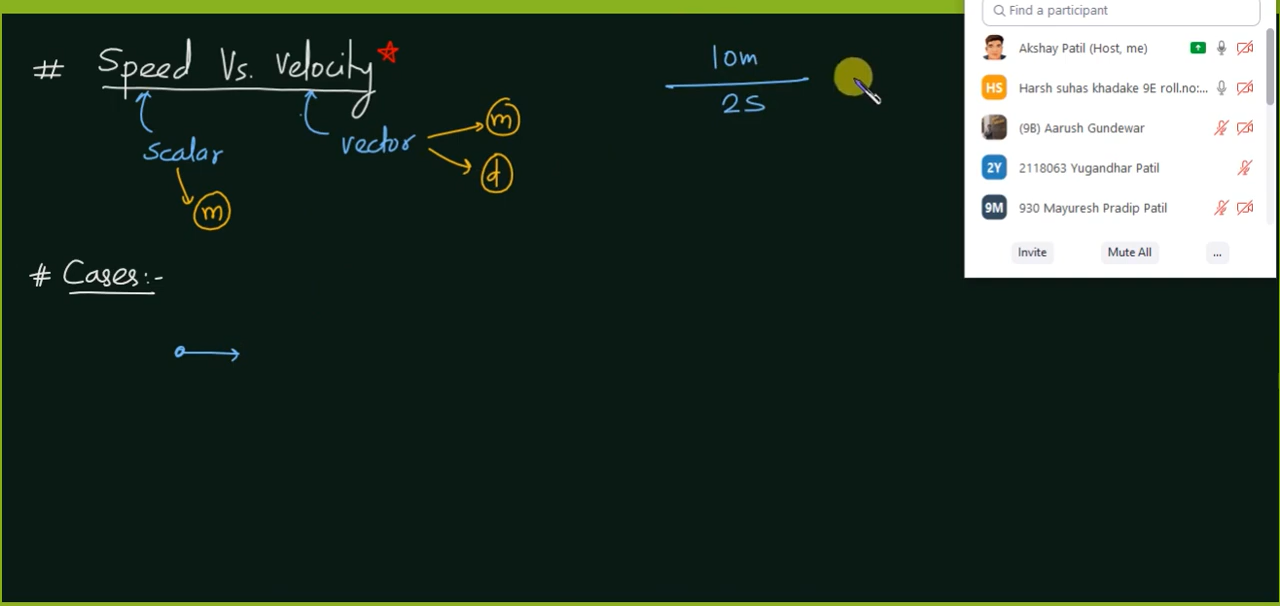 # Speed Vs. Velocity
scalar
m
vector
m
d
10m
2s
# Cases:-
Find a participant
Akshay Patil (Host, me)
HS Harsh suhas khadake 9E roll.no:...
(9B) Aarush Gundewar
2Y 2118063 Yugandhar Patil
9M 930 Mayuresh Pradip Patil
Invite Mute All ...